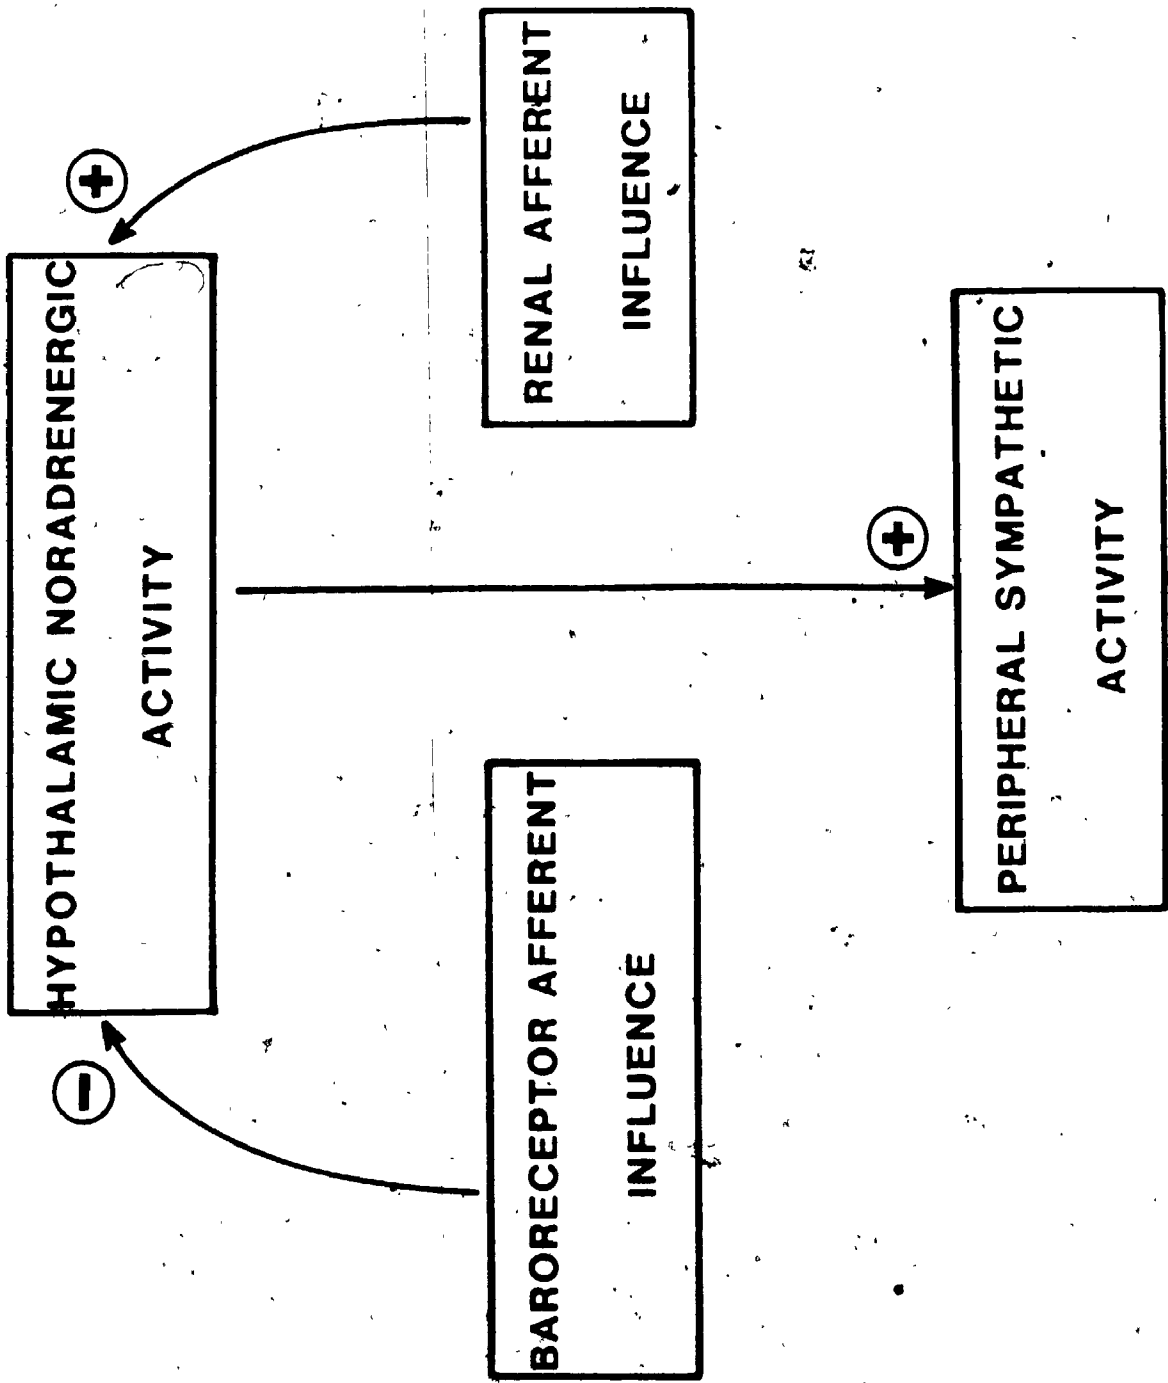 HYPOTHALAMIC NORADRENERGIC
ACTIVITY
−
+
BARORECEPTOR AFFERENT
INFLUENCE
RENAL AFFERENT
INFLUENCE
+
PERIPHERAL SYMPATHETIC
ACTIVITY